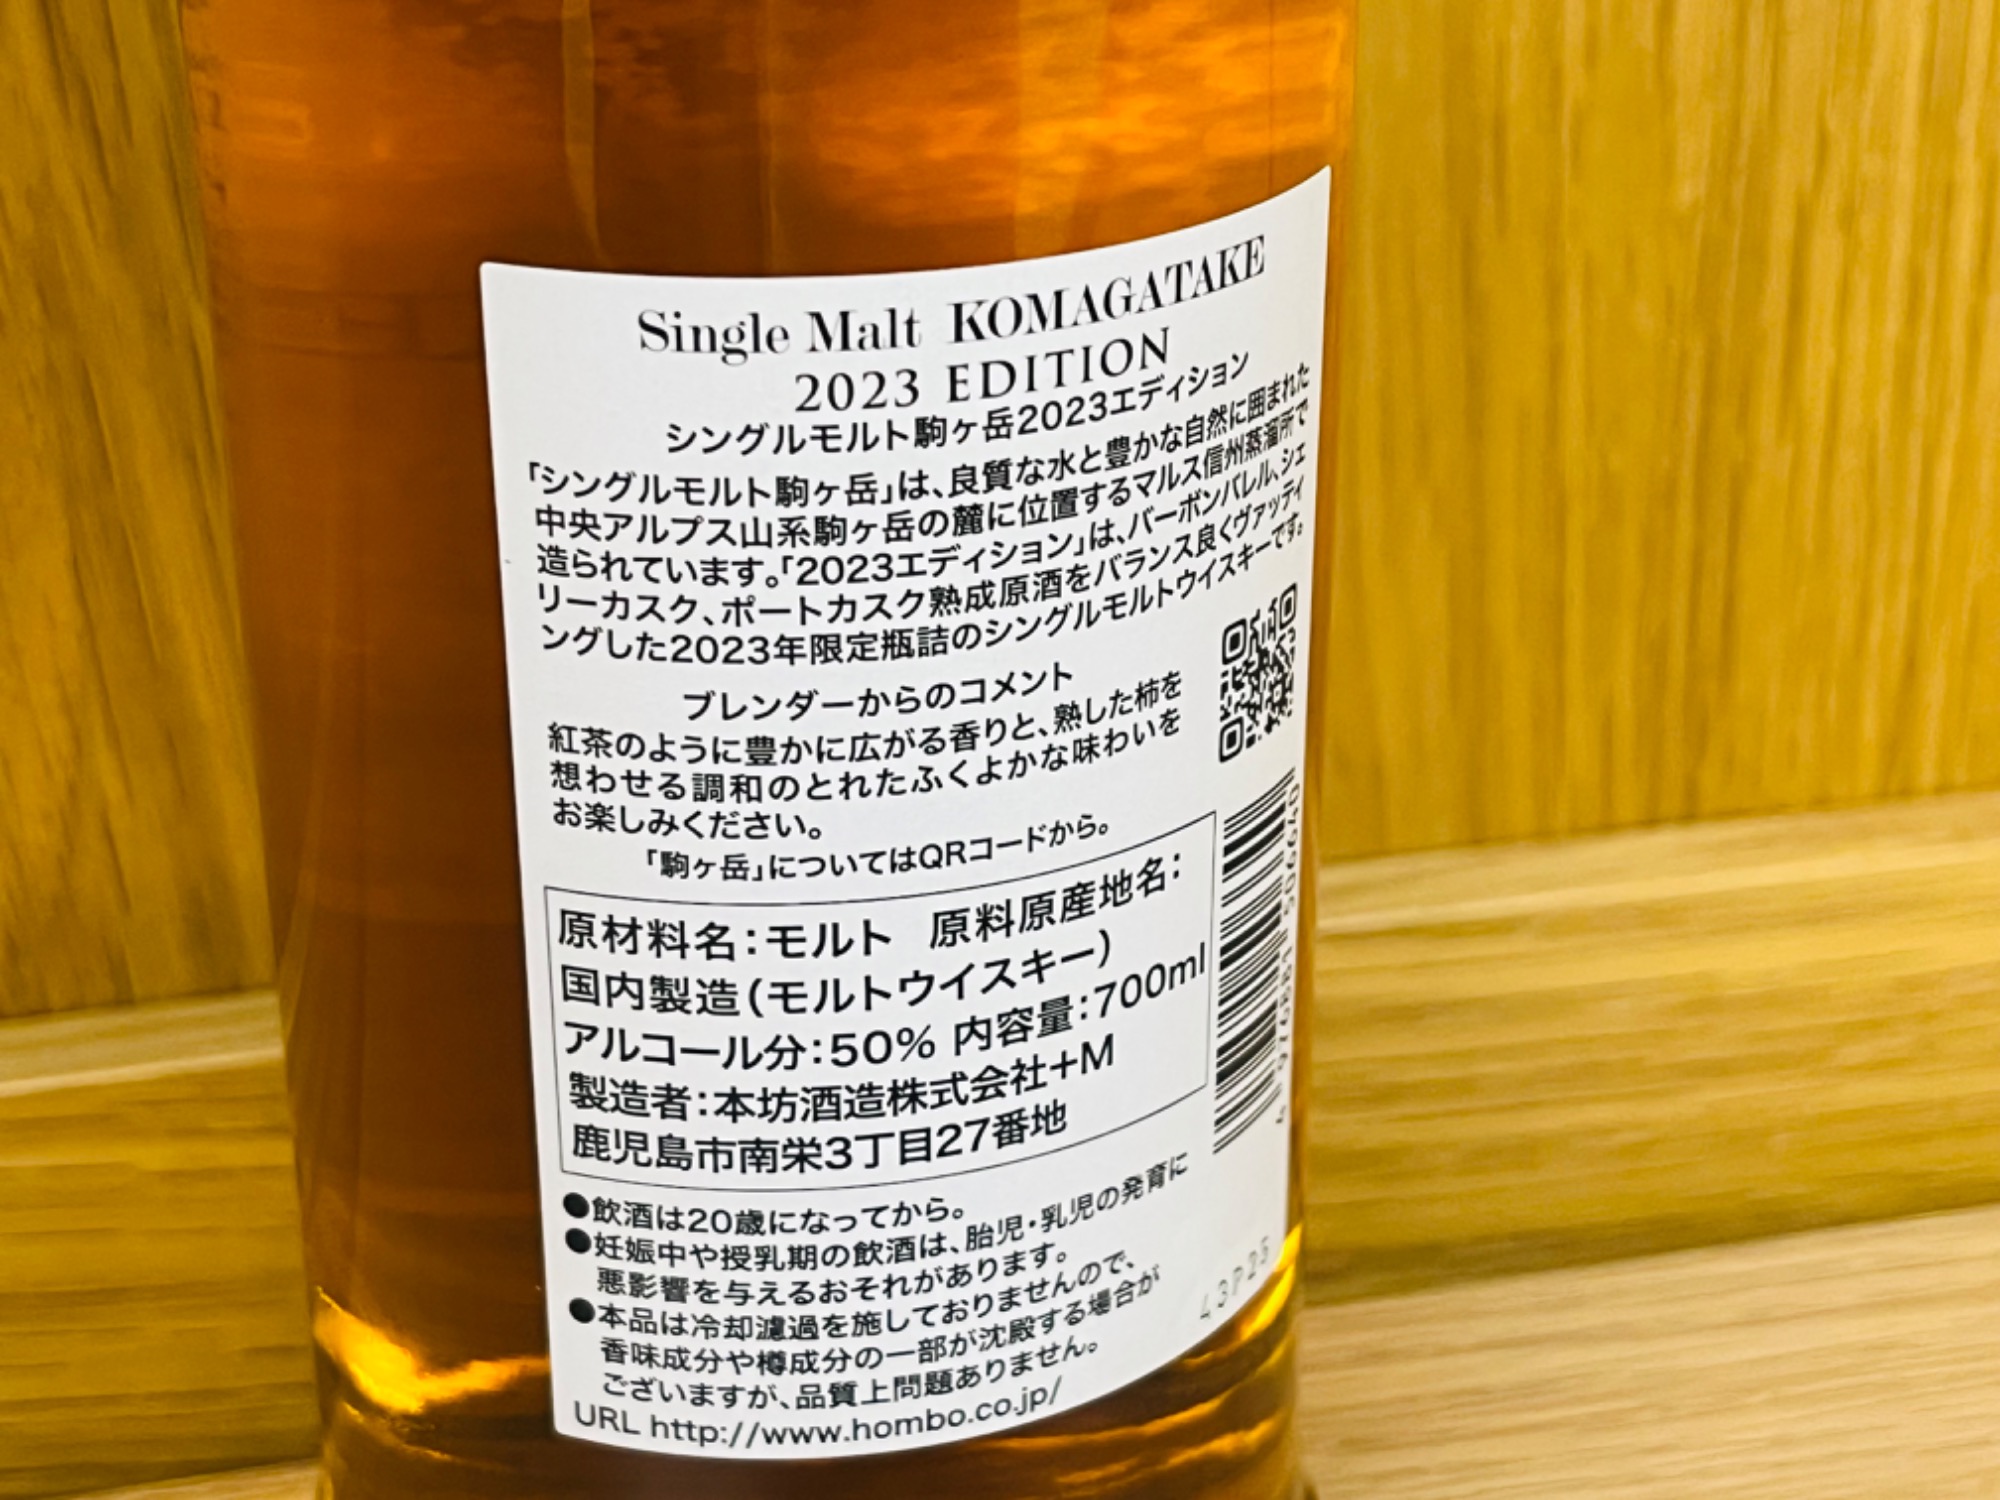 Single Malt KOMAGATAKE
2023 EDITION
シングルモルト駒ヶ岳2023エディション
「シングルモルト駒ヶ岳」は、良質な水と豊かな自然に囲まれた
中央アルプス山系駒ヶ岳の麓に位置するマルス信州蒸溜所で
造られています。「2023エディション」は、バーボンバレル、シェ
リーカスク、ポートカスク熟成原酒をバランス良くヴァッティ
ングした2023年限定瓶詰のシングルモルトウイスキーです。
ブレンダーからのコメント
紅茶のように豊かに広がる香りと、熟した柿を
想わせる調和のとれたふくよかな味わいを
お楽しみください。
「駒ヶ岳」についてはQRコードから。
原材料名：モルト 原料原産地名：
国内製造（モルトウイスキー）
アルコール分：50% 内容量：700ml
製造者：本坊酒造株式会社+M
鹿児島市南栄3丁目27番地
●飲酒は20歳になってから。
●妊娠中や授乳期の飲酒は、胎児・乳児の発育に
悪影響を与えるおそれがあります。
●本品は冷却濾過を施しておりませんので、
香味成分や樽成分の一部が沈殿する場合が
ございますが、品質上問題ありません。
URL http://www.hombo.co.jp/
4 976881 506640